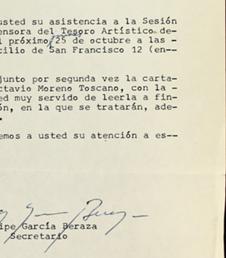 usted su asistencia a la Sesión
ensora del Tesoro Artístico de-
l próximo 25 de octubre a las -
cilio de San Francisco 12 (en--
junto por segunda vez la carta-
ctavio Moreno Toscano, con la -
ed muy servido de leerla a fin-
ón, en la que se tratarán, ade-
emos a usted su atención a es--
ipe García Beraza
Secretario